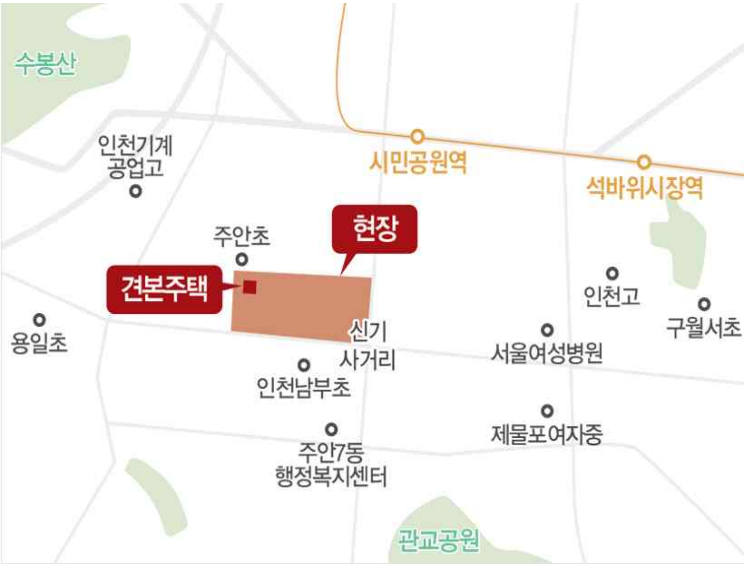 수봉산
인천기계
공업고
시민공원역
석바위시장역
주안초
현장
견본주택
인천고
구월서초
용일초
신기
사거리
서울여성병원
인천남부초
제물포여자중
주안7동
행정복지센터
관교공원